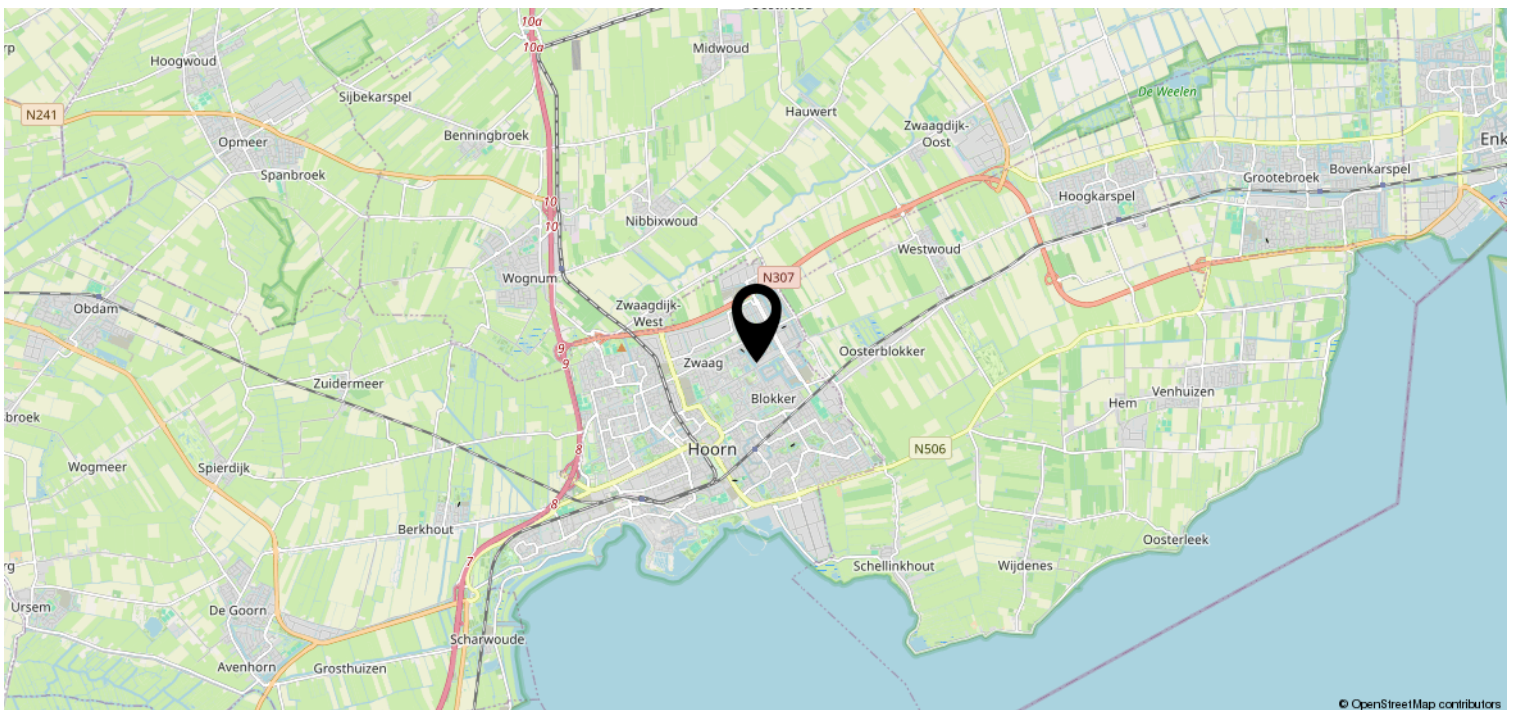 10a
10a
Midwoud
Hoogwoud
Sijbekarspel
De Weelen
N241
Hauwert
Zwaagdijk-
Oost
Benningbroek
Opmeer
Enk
Spanbroek
Bovenkarspel
Grootebroek
Hoogkarspel
10
10
Nibbixwoud
Westwoud
Wognum
N307
Obdam
Zwaagdijk-
West
9
9
Zwaag
Oosterblokker
Zuidermeer
Venhuizen
Blokker
Hem
sbroek
Hoorn
N506
8
Wogmeer
Spierdijk
8
Berkhout
Oosterleek
7
Schellinkhout
Wijdenes
rg
Ursem
De Goorn
Scharwoude
Avenhorn
Grosthuizen
© OpenStreetMap contributors